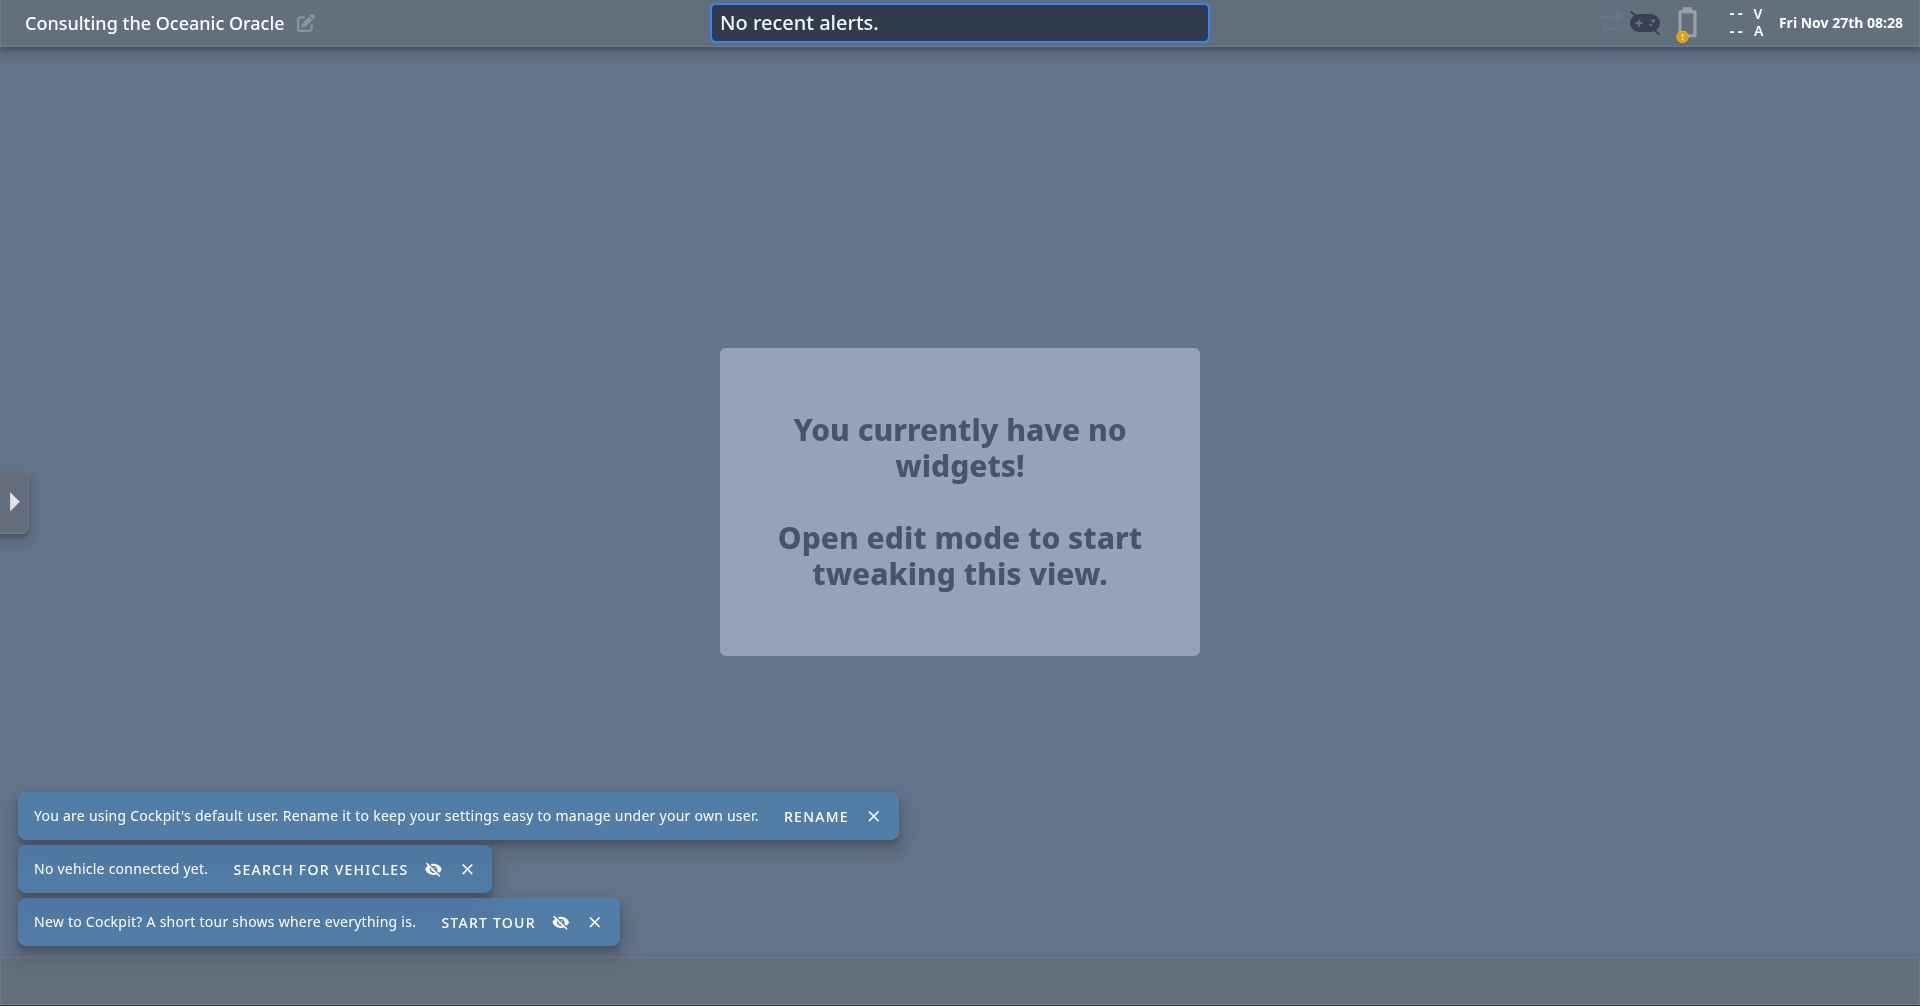 Consulting the Oceanic Oracle
No recent alerts.
-- V
-- A
Fri Nov 27th 08:28
You currently have no
widgets!
Open edit mode to start
tweaking this view.
You are using Cockpit's default user. Rename it to keep your settings easy to manage under your own user. RENAME
No vehicle connected yet. SEARCH FOR VEHICLES
New to Cockpit? A short tour shows where everything is. START TOUR